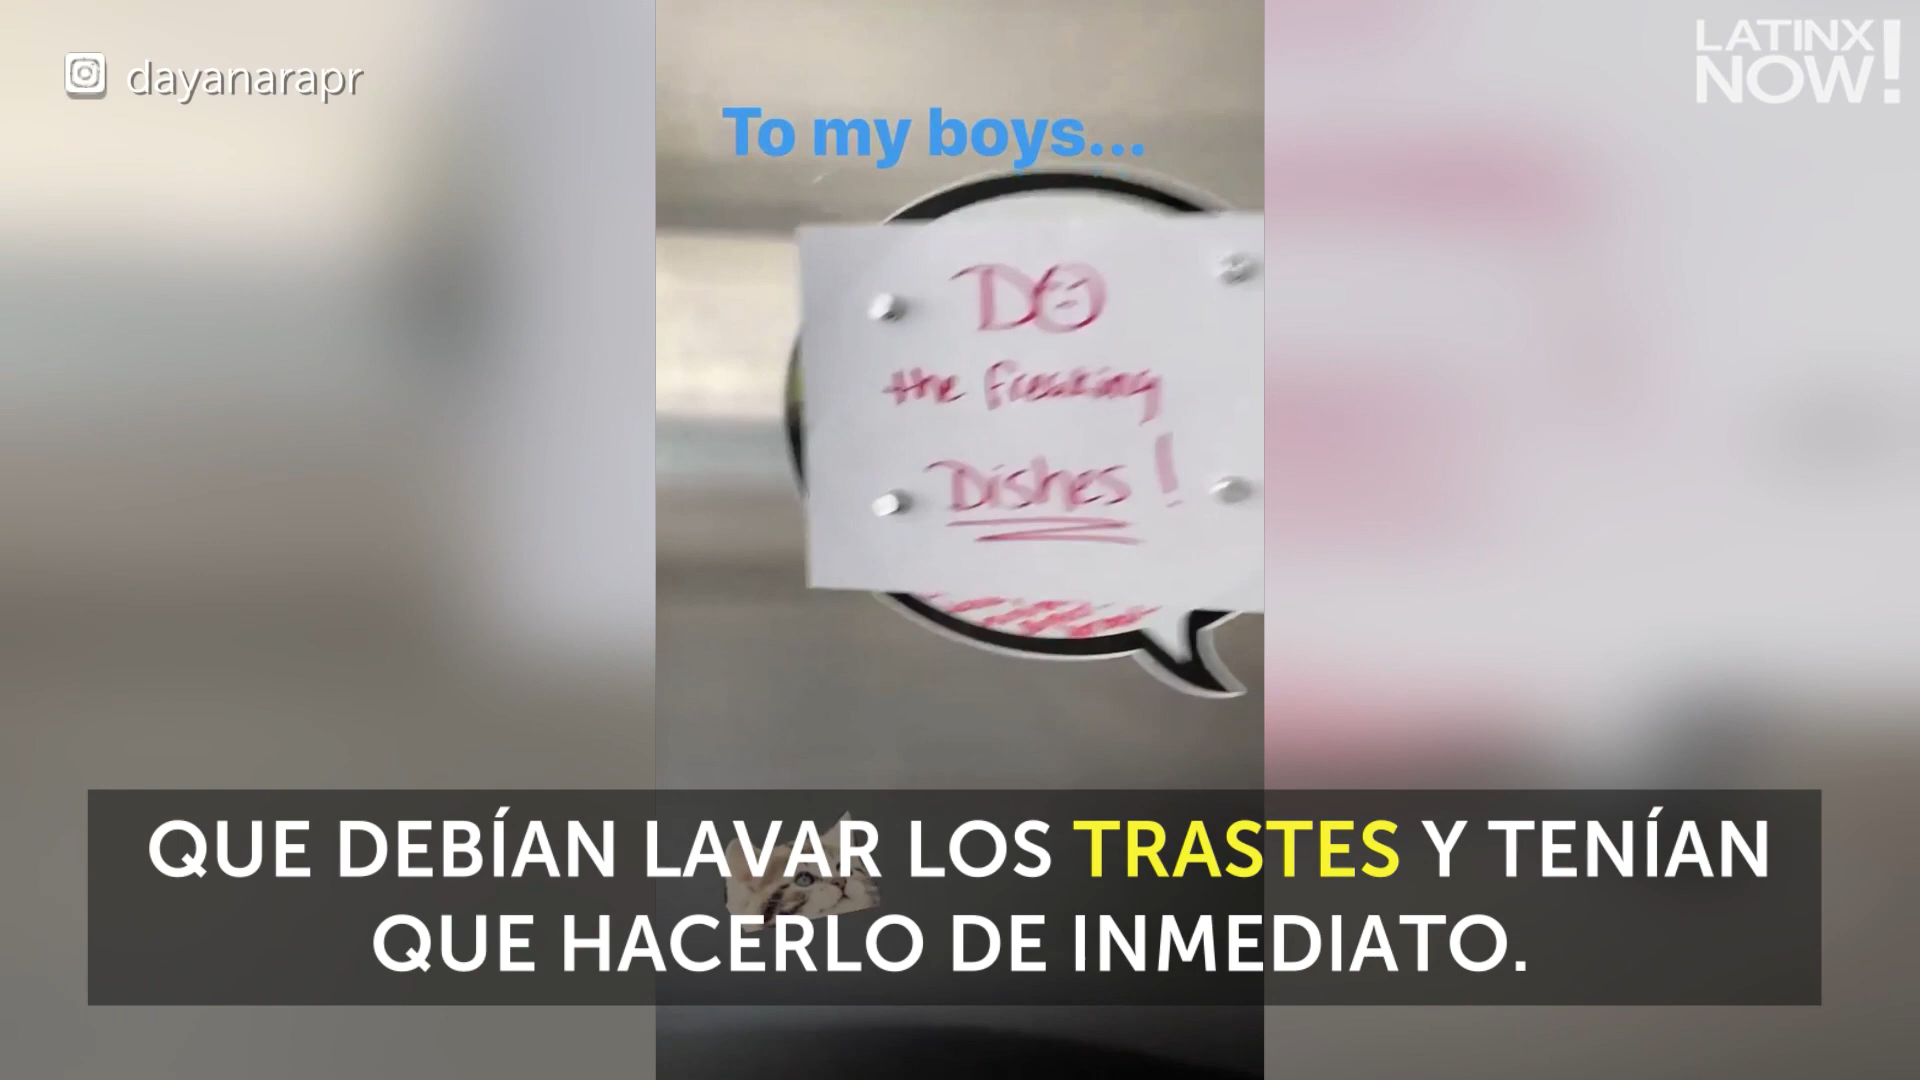 dayanarapr
LATINX
NOW!
To my boys...
DO
the freaking
Dishes!
QUE DEBÍAN LAVAR LOS TRASTES Y TENÍAN
QUE HACERLO DE INMEDIATO.